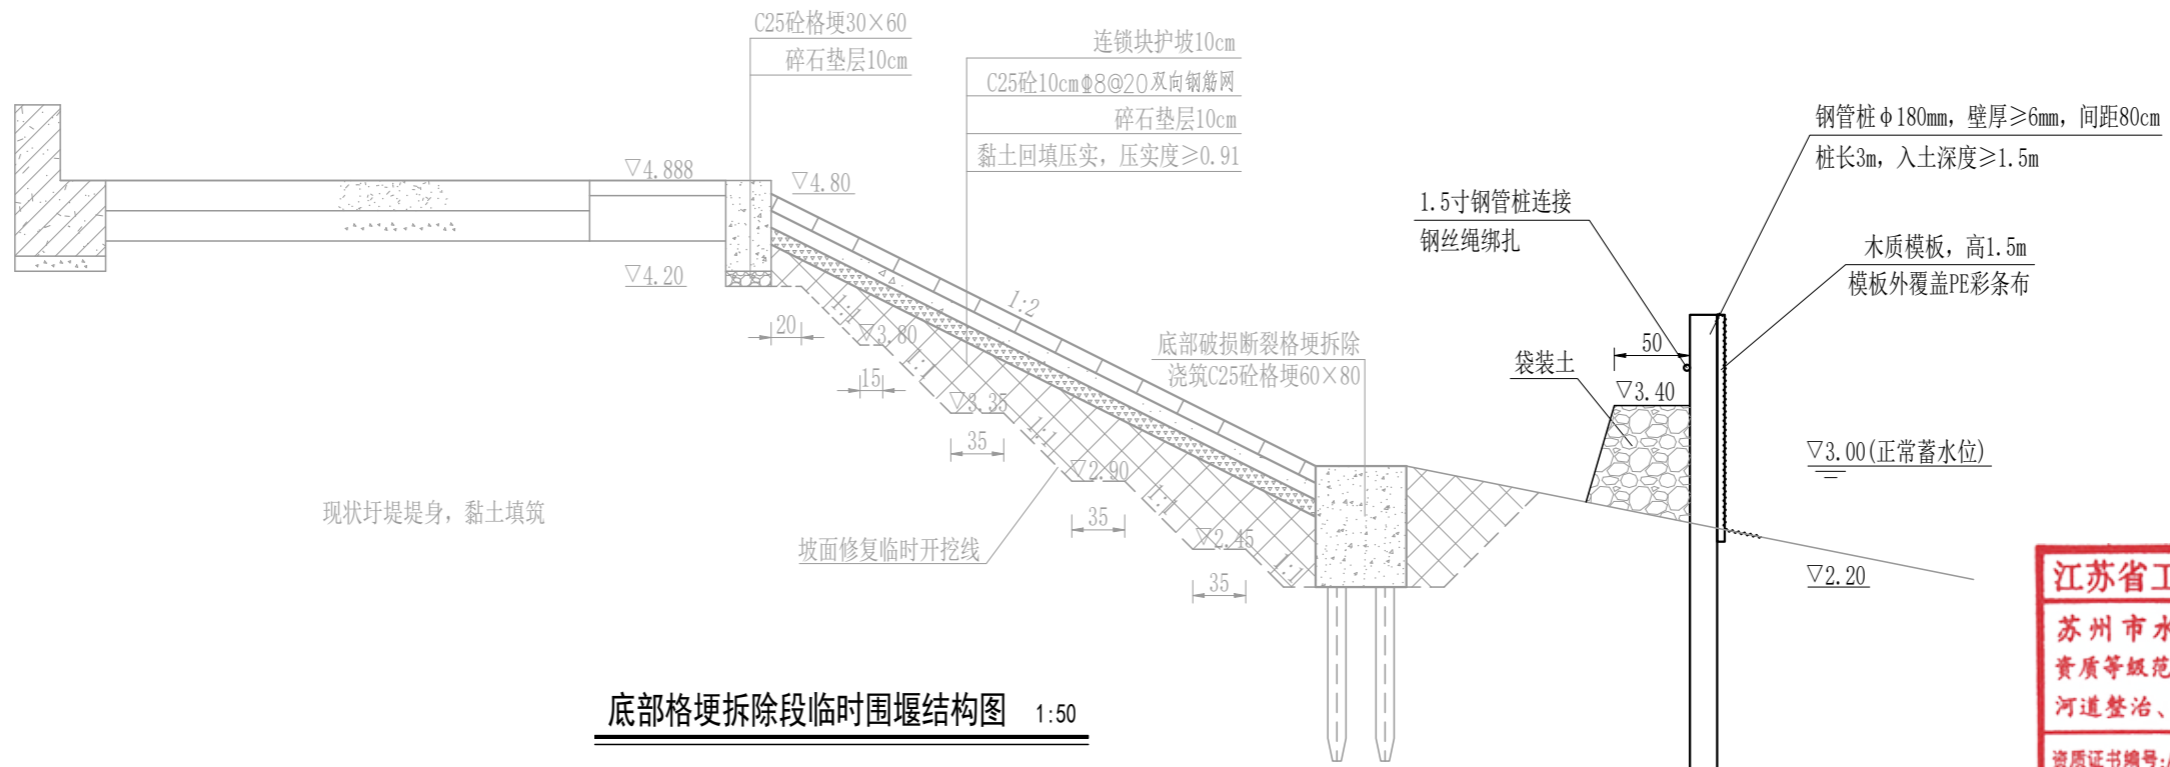 C25砼格埂30×60
碎石垫层10cm
连锁块护坡10cm
C25砼10cmΦ8@20双向钢筋网
碎石垫层10cm
黏土回填压实，压实度≥0.91
钢管桩φ180mm，壁厚≥6mm，间距80cm
桩长3m，入土深度≥1.5m
1.5寸钢管桩连接
钢丝绳绑扎
木质模板，高1.5m
模板外覆盖PE彩条布
▽4.888
▽4.80
▽4.20
1:1
1:2
20
▽3.80
1:1
15
▽3.35
35
1:1
▽2.90
35
1:1
▽2.45
35
1:1
底部破损断裂格埂拆除
浇筑C25砼格埂60×80
50
袋装土
▽3.40
▽3.00(正常蓄水位)
▽2.20
现状圩堤堤身，黏土填筑
坡面修复临时开挖线
底部格埂拆除段临时围堰结构图 1:50
江苏省工
苏州市水
资质等级范
河道整治、
资质证书编号: